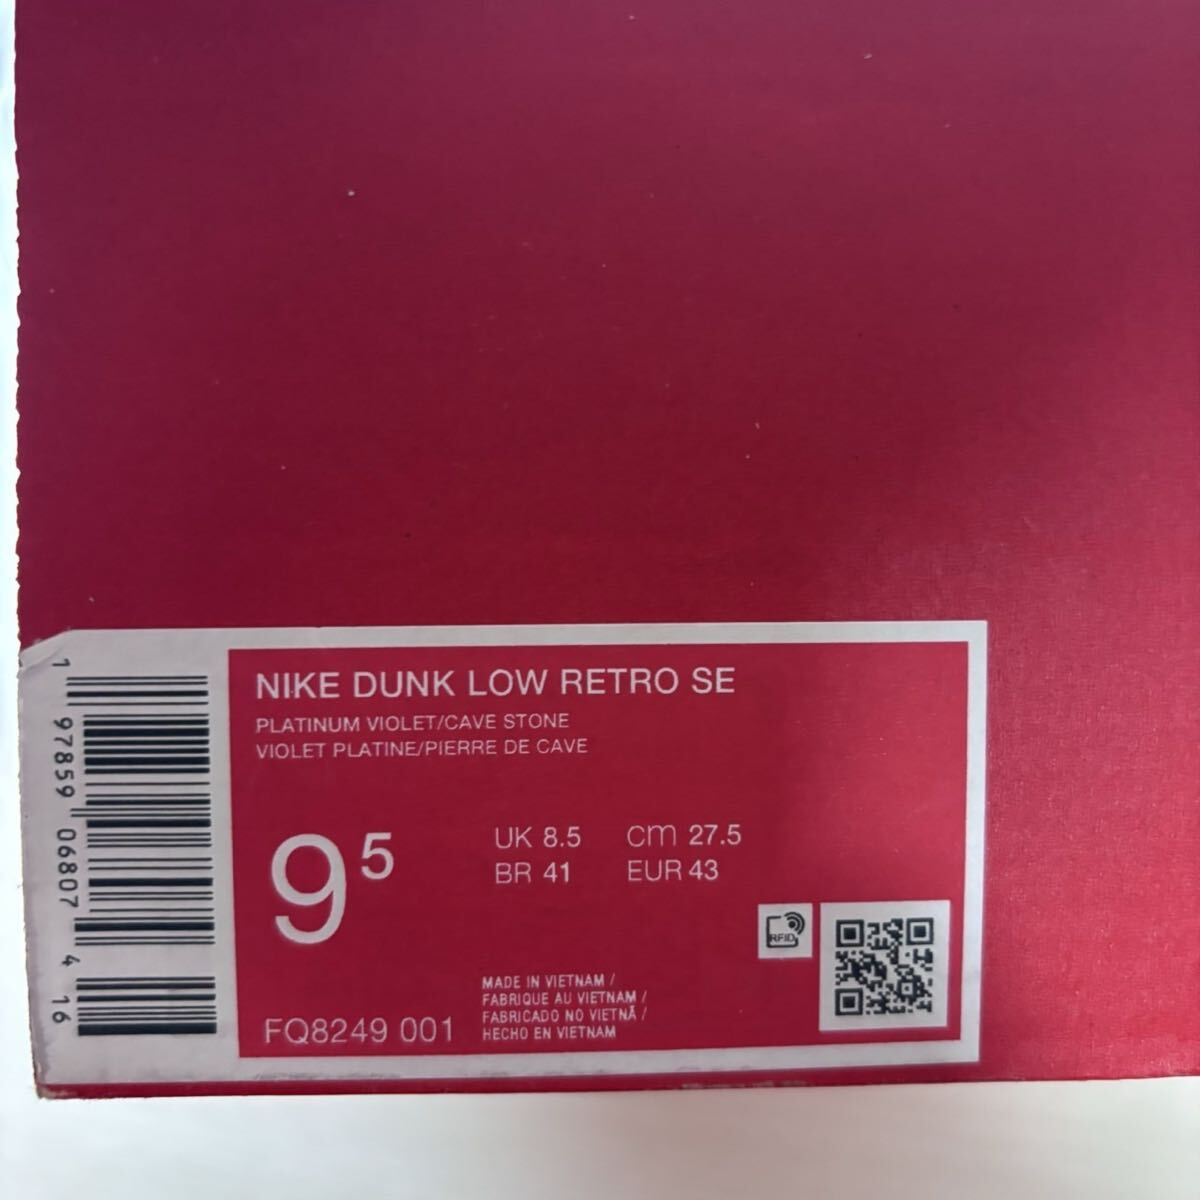 NIKE DUNK LOW RETRO SE
PLATINUM VIOLET/CAVE STONE
VIOLET PLATINE/PIERRE DE CAVE
9 5
UK 8.5 cm 27.5
BR 41 EUR 43
RFID
MADE IN VIETNAM /
FABRIQUE AU VIETNAM /
FABRICADO NO VIETNÃ /
HECHO EN VIETNAM
FQ8249 001
1 97859 06807 4 16